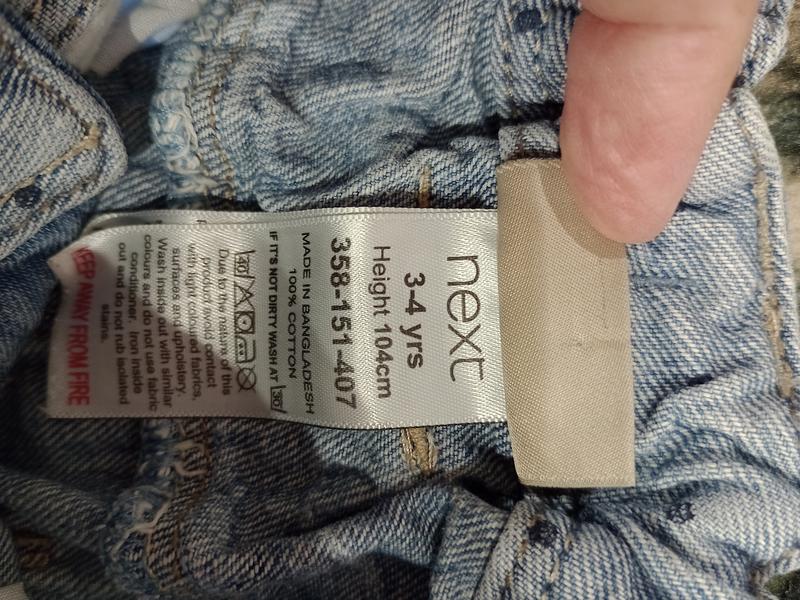 next
3-4 yrs
Height 104cm
358-151-407
MADE IN BANGLADESH
100% COTTON
IF IT'S NOT DIRTY WASH AT 30
40
Due to the nature of this
product avoid contact
with light coloured fabrics,
surfaces and upholstery.
Wash inside out with similar
colours and do not use fabric
conditioner. Iron inside
out and do not rub isolated
stains.
KEEP AWAY FROM FIRE